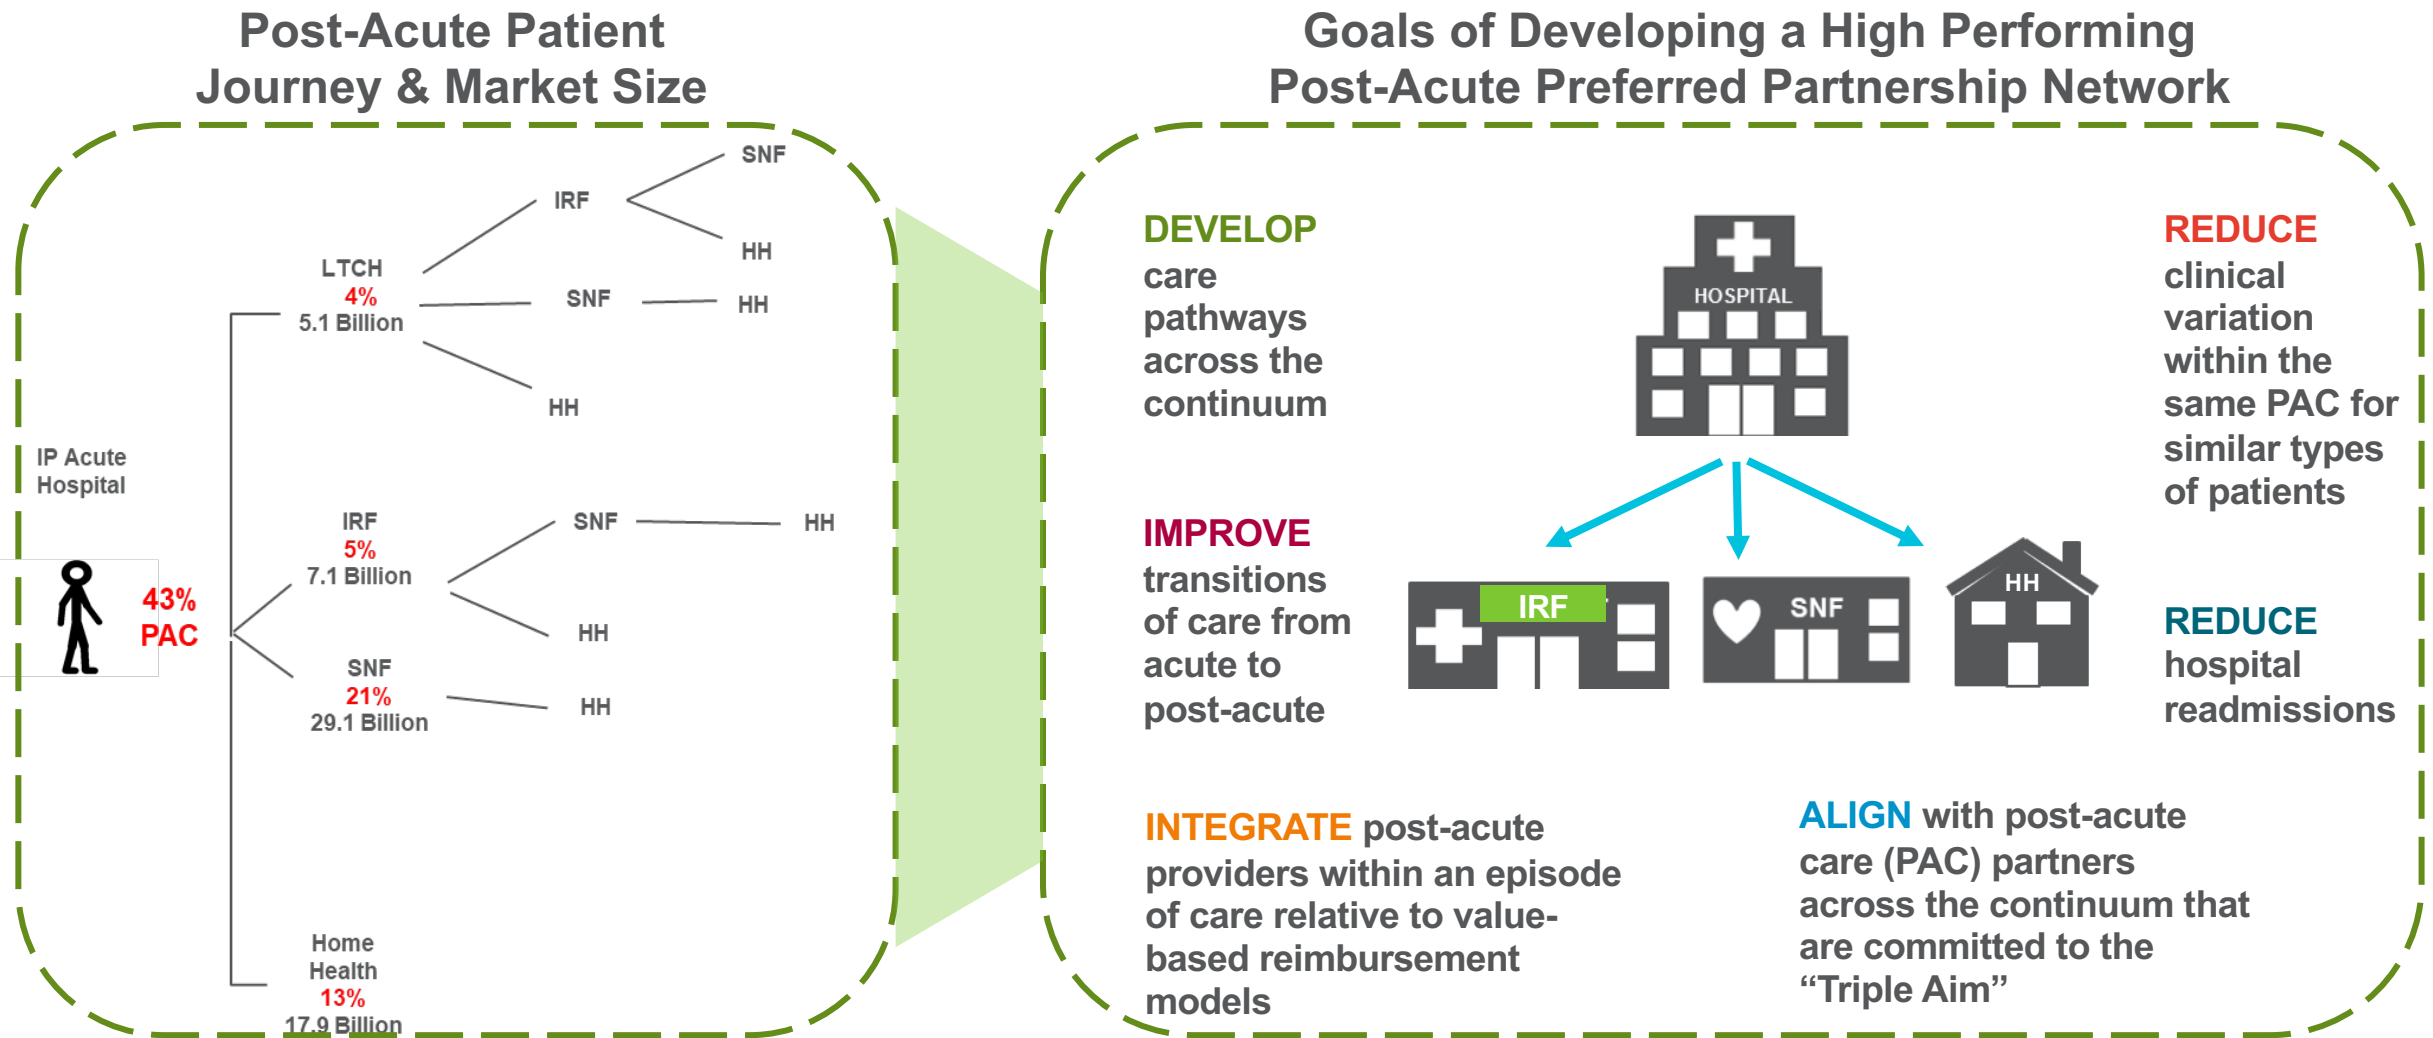 Post-Acute Patient
Journey & Market Size
SNF
IRF
HH
LTCH
4%
5.1 Billion
SNF
HH
HH
IP Acute
Hospital
43%
PAC
IRF
5%
7.1 Billion
SNF
HH
HH
SNF
21%
29.1 Billion
HH
Home
Health
13%
17.9 Billion
Goals of Developing a High Performing
Post-Acute Preferred Partnership Network
DEVELOP
care
pathways
across the
continuum
IMPROVE
transitions
of care from
acute to
post-acute
HOSPITAL
IRF
SNF
HH
REDUCE
clinical
variation
within the
same PAC for
similar types
of patients
REDUCE
hospital
readmissions
INTEGRATE post-acute
providers within an episode
of care relative to value-
based reimbursement
models
ALIGN with post-acute
care (PAC) partners
across the continuum that
are committed to the
“Triple Aim”